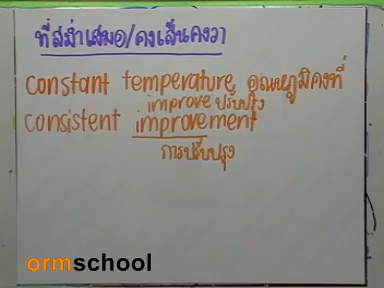 ที่สม่ำเสมอ/คงเส้นคงวา
constant temperature อุณหภูมิคงที่
improve ปรับปรุง
consistent improvement
การปรับปรุง
ormschool